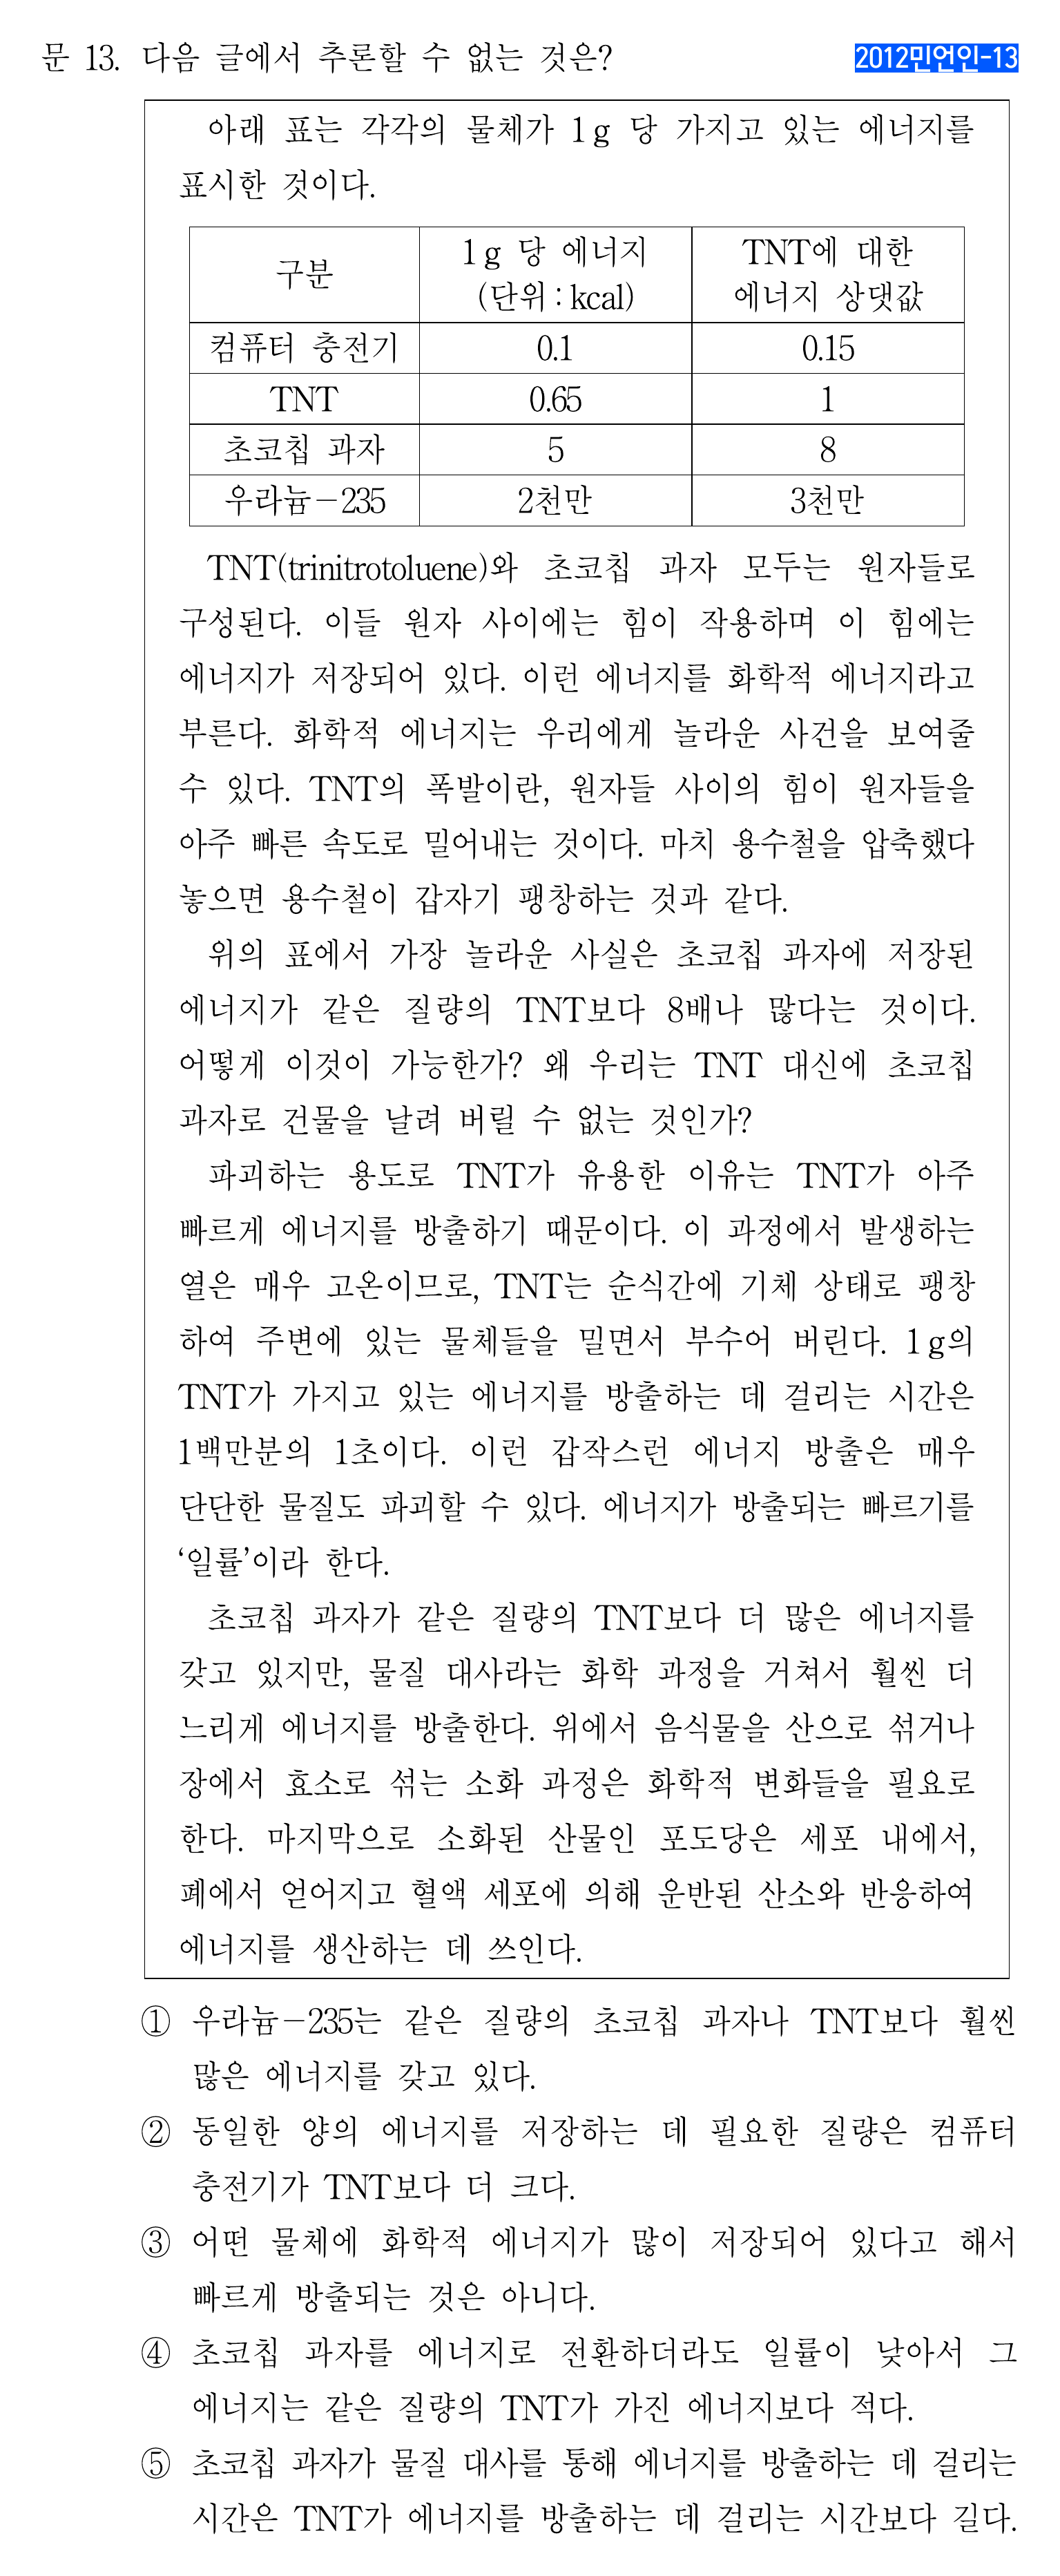 문 13. 다음 글에서 추론할 수 없는 것은?
2012민언인-13
아래 표는 각각의 물체가 1 g 당 가지고 있는 에너지를
표시한 것이다.
구분
1 g 당 에너지
(단위 : kcal)
TNT에 대한
에너지 상댓값
컴퓨터 충전기 0.1 0.15
TNT 0.65 1
초코칩 과자 5 8
우라늄-235 2천만 3천만
TNT(trinitrotoluene)와 초코칩 과자 모두는 원자들로
구성된다. 이들 원자 사이에는 힘이 작용하며 이 힘에는
에너지가 저장되어 있다. 이런 에너지를 화학적 에너지라고
부른다. 화학적 에너지는 우리에게 놀라운 사건을 보여줄
수 있다. TNT의 폭발이란, 원자들 사이의 힘이 원자들을
아주 빠른 속도로 밀어내는 것이다. 마치 용수철을 압축했다
놓으면 용수철이 갑자기 팽창하는 것과 같다.
위의 표에서 가장 놀라운 사실은 초코칩 과자에 저장된
에너지가 같은 질량의 TNT보다 8배나 많다는 것이다.
어떻게 이것이 가능한가? 왜 우리는 TNT 대신에 초코칩
과자로 건물을 날려 버릴 수 없는 것인가?
파괴하는 용도로 TNT가 유용한 이유는 TNT가 아주
빠르게 에너지를 방출하기 때문이다. 이 과정에서 발생하는
열은 매우 고온이므로, TNT는 순식간에 기체 상태로 팽창
하여 주변에 있는 물체들을 밀면서 부수어 버린다. 1 g의
TNT가 가지고 있는 에너지를 방출하는 데 걸리는 시간은
1백만분의 1초이다. 이런 갑작스런 에너지 방출은 매우
단단한 물질도 파괴할 수 있다. 에너지가 방출되는 빠르기를
‘일률’이라 한다.
초코칩 과자가 같은 질량의 TNT보다 더 많은 에너지를
갖고 있지만, 물질 대사라는 화학 과정을 거쳐서 훨씬 더
느리게 에너지를 방출한다. 위에서 음식물을 산으로 섞거나
장에서 효소로 섞는 소화 과정은 화학적 변화들을 필요로
한다. 마지막으로 소화된 산물인 포도당은 세포 내에서,
폐에서 얻어지고 혈액 세포에 의해 운반된 산소와 반응하여
에너지를 생산하는 데 쓰인다.
① 우라늄-235는 같은 질량의 초코칩 과자나 TNT보다 훨씬
많은 에너지를 갖고 있다.
② 동일한 양의 에너지를 저장하는 데 필요한 질량은 컴퓨터
충전기가 TNT보다 더 크다.
③ 어떤 물체에 화학적 에너지가 많이 저장되어 있다고 해서
빠르게 방출되는 것은 아니다.
④ 초코칩 과자를 에너지로 전환하더라도 일률이 낮아서 그
에너지는 같은 질량의 TNT가 가진 에너지보다 적다.
⑤ 초코칩 과자가 물질 대사를 통해 에너지를 방출하는 데 걸리는
시간은 TNT가 에너지를 방출하는 데 걸리는 시간보다 길다.